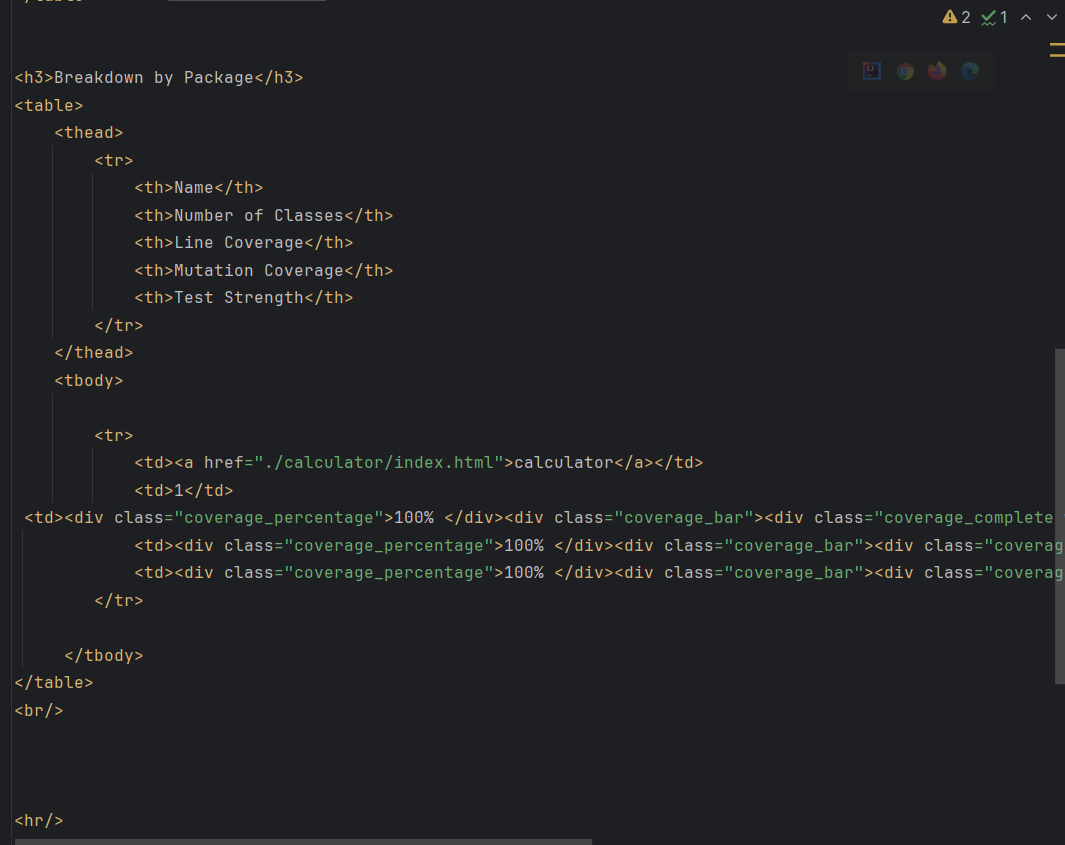 2 1
<h3>Breakdown by Package</h3>
<table>
<thead>
<tr>
<th>Name</th>
<th>Number of Classes</th>
<th>Line Coverage</th>
<th>Mutation Coverage</th>
<th>Test Strength</th>
</tr>
</thead>
<tbody>
<tr>
<td><a href="./calculator/index.html">calculator</a></td>
<td>1</td>
<td><div class="coverage_percentage">100% </div><div class="coverage_bar"><div class="coverage_complete
<td><div class="coverage_percentage">100% </div><div class="coverage_bar"><div class="coverag
<td><div class="coverage_percentage">100% </div><div class="coverage_bar"><div class="coverag
</tr>
</tbody>
</table>
<br/>
<hr/>